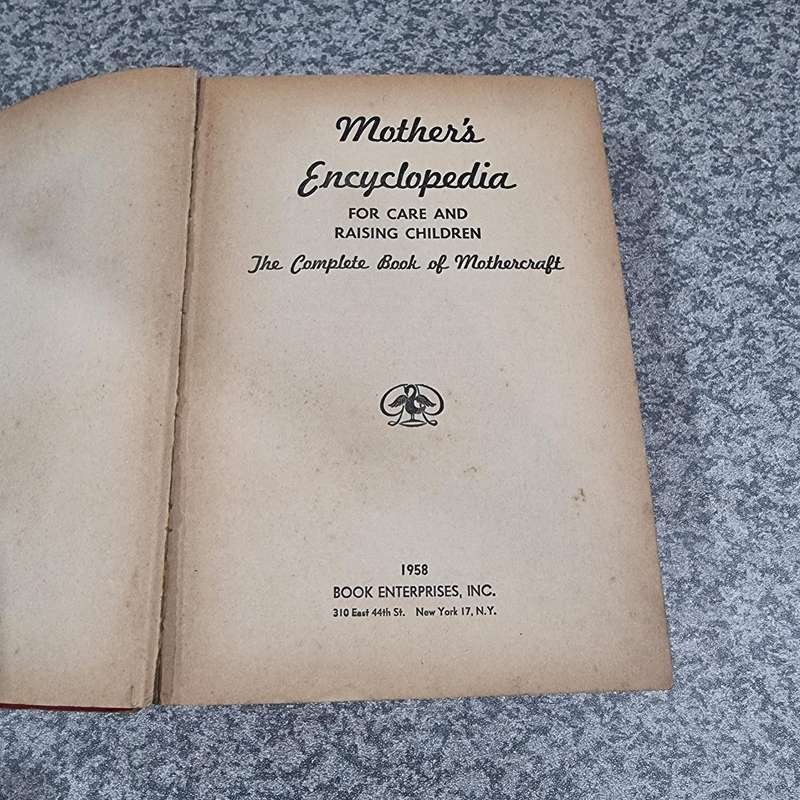 Mother's
Encyclopedia
FOR CARE AND
RAISING CHILDREN
The Complete Book of Mothercraft
1958
BOOK ENTERPRISES, INC.
310 East 44th St. New York 17, N.Y.